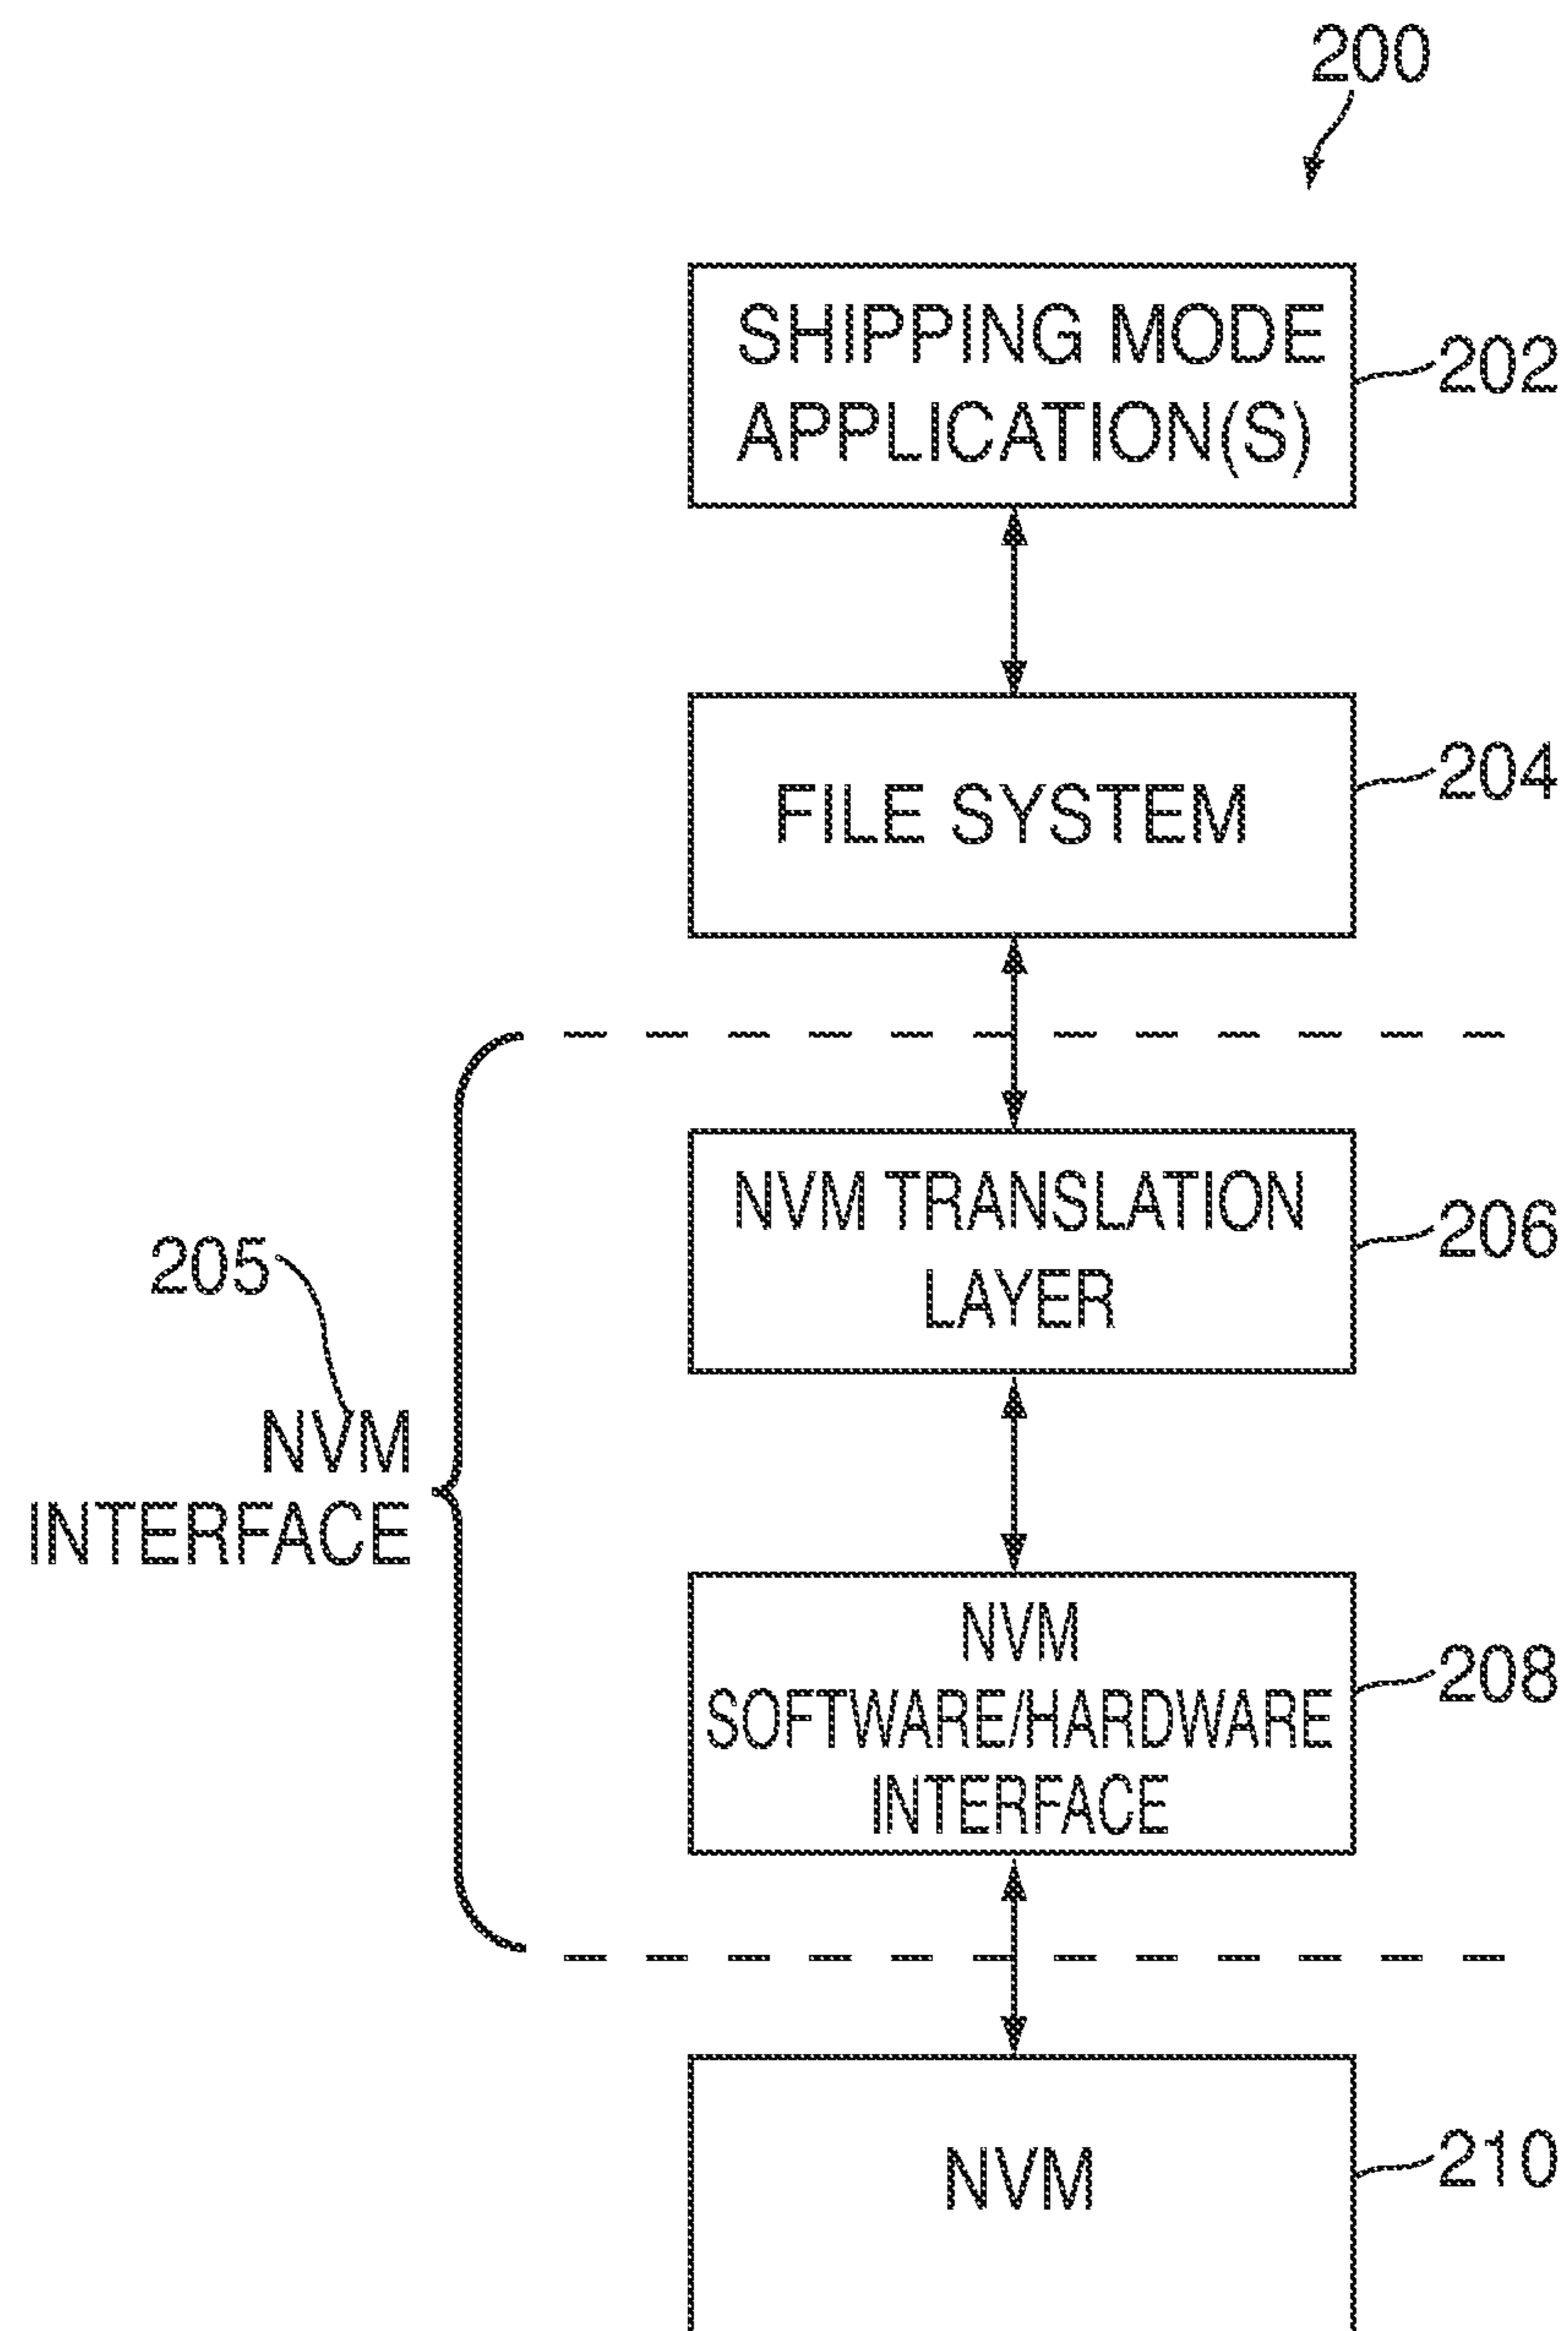 200
SHIPPING MODE
APPLICATION(S)
202
FILE SYSTEM
204
NVM TRANSLATION
LAYER
206
205
NVM
INTERFACE
NVM
SOFTWARE/HARDWARE
INTERFACE
208
NVM
210